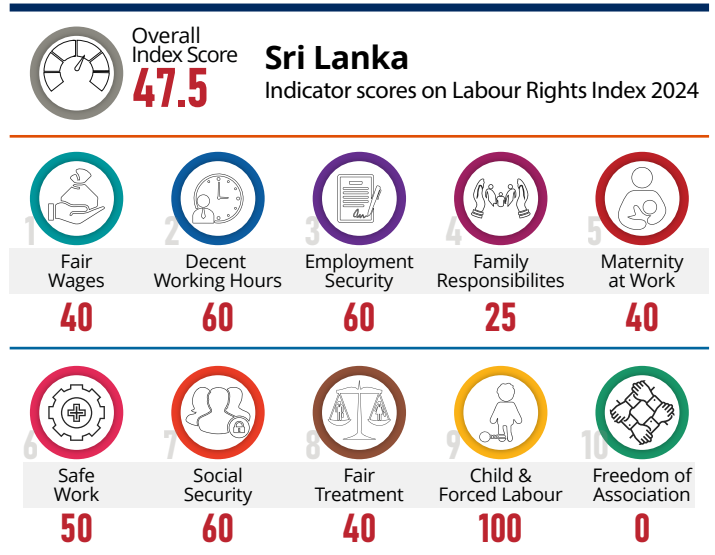 Overall
Index Score
47.5
Sri Lanka
Indicator scores on Labour Rights Index 2024
1
Fair
Wages
40
2
Decent
Working Hours
60
3
Employment
Security
60
4
Family
Responsibilites
25
5
Maternity
at Work
40
6
Safe
Work
50
7
Social
Security
60
8
Fair
Treatment
40
9
Child &
Forced Labour
100
10
Freedom of
Association
0